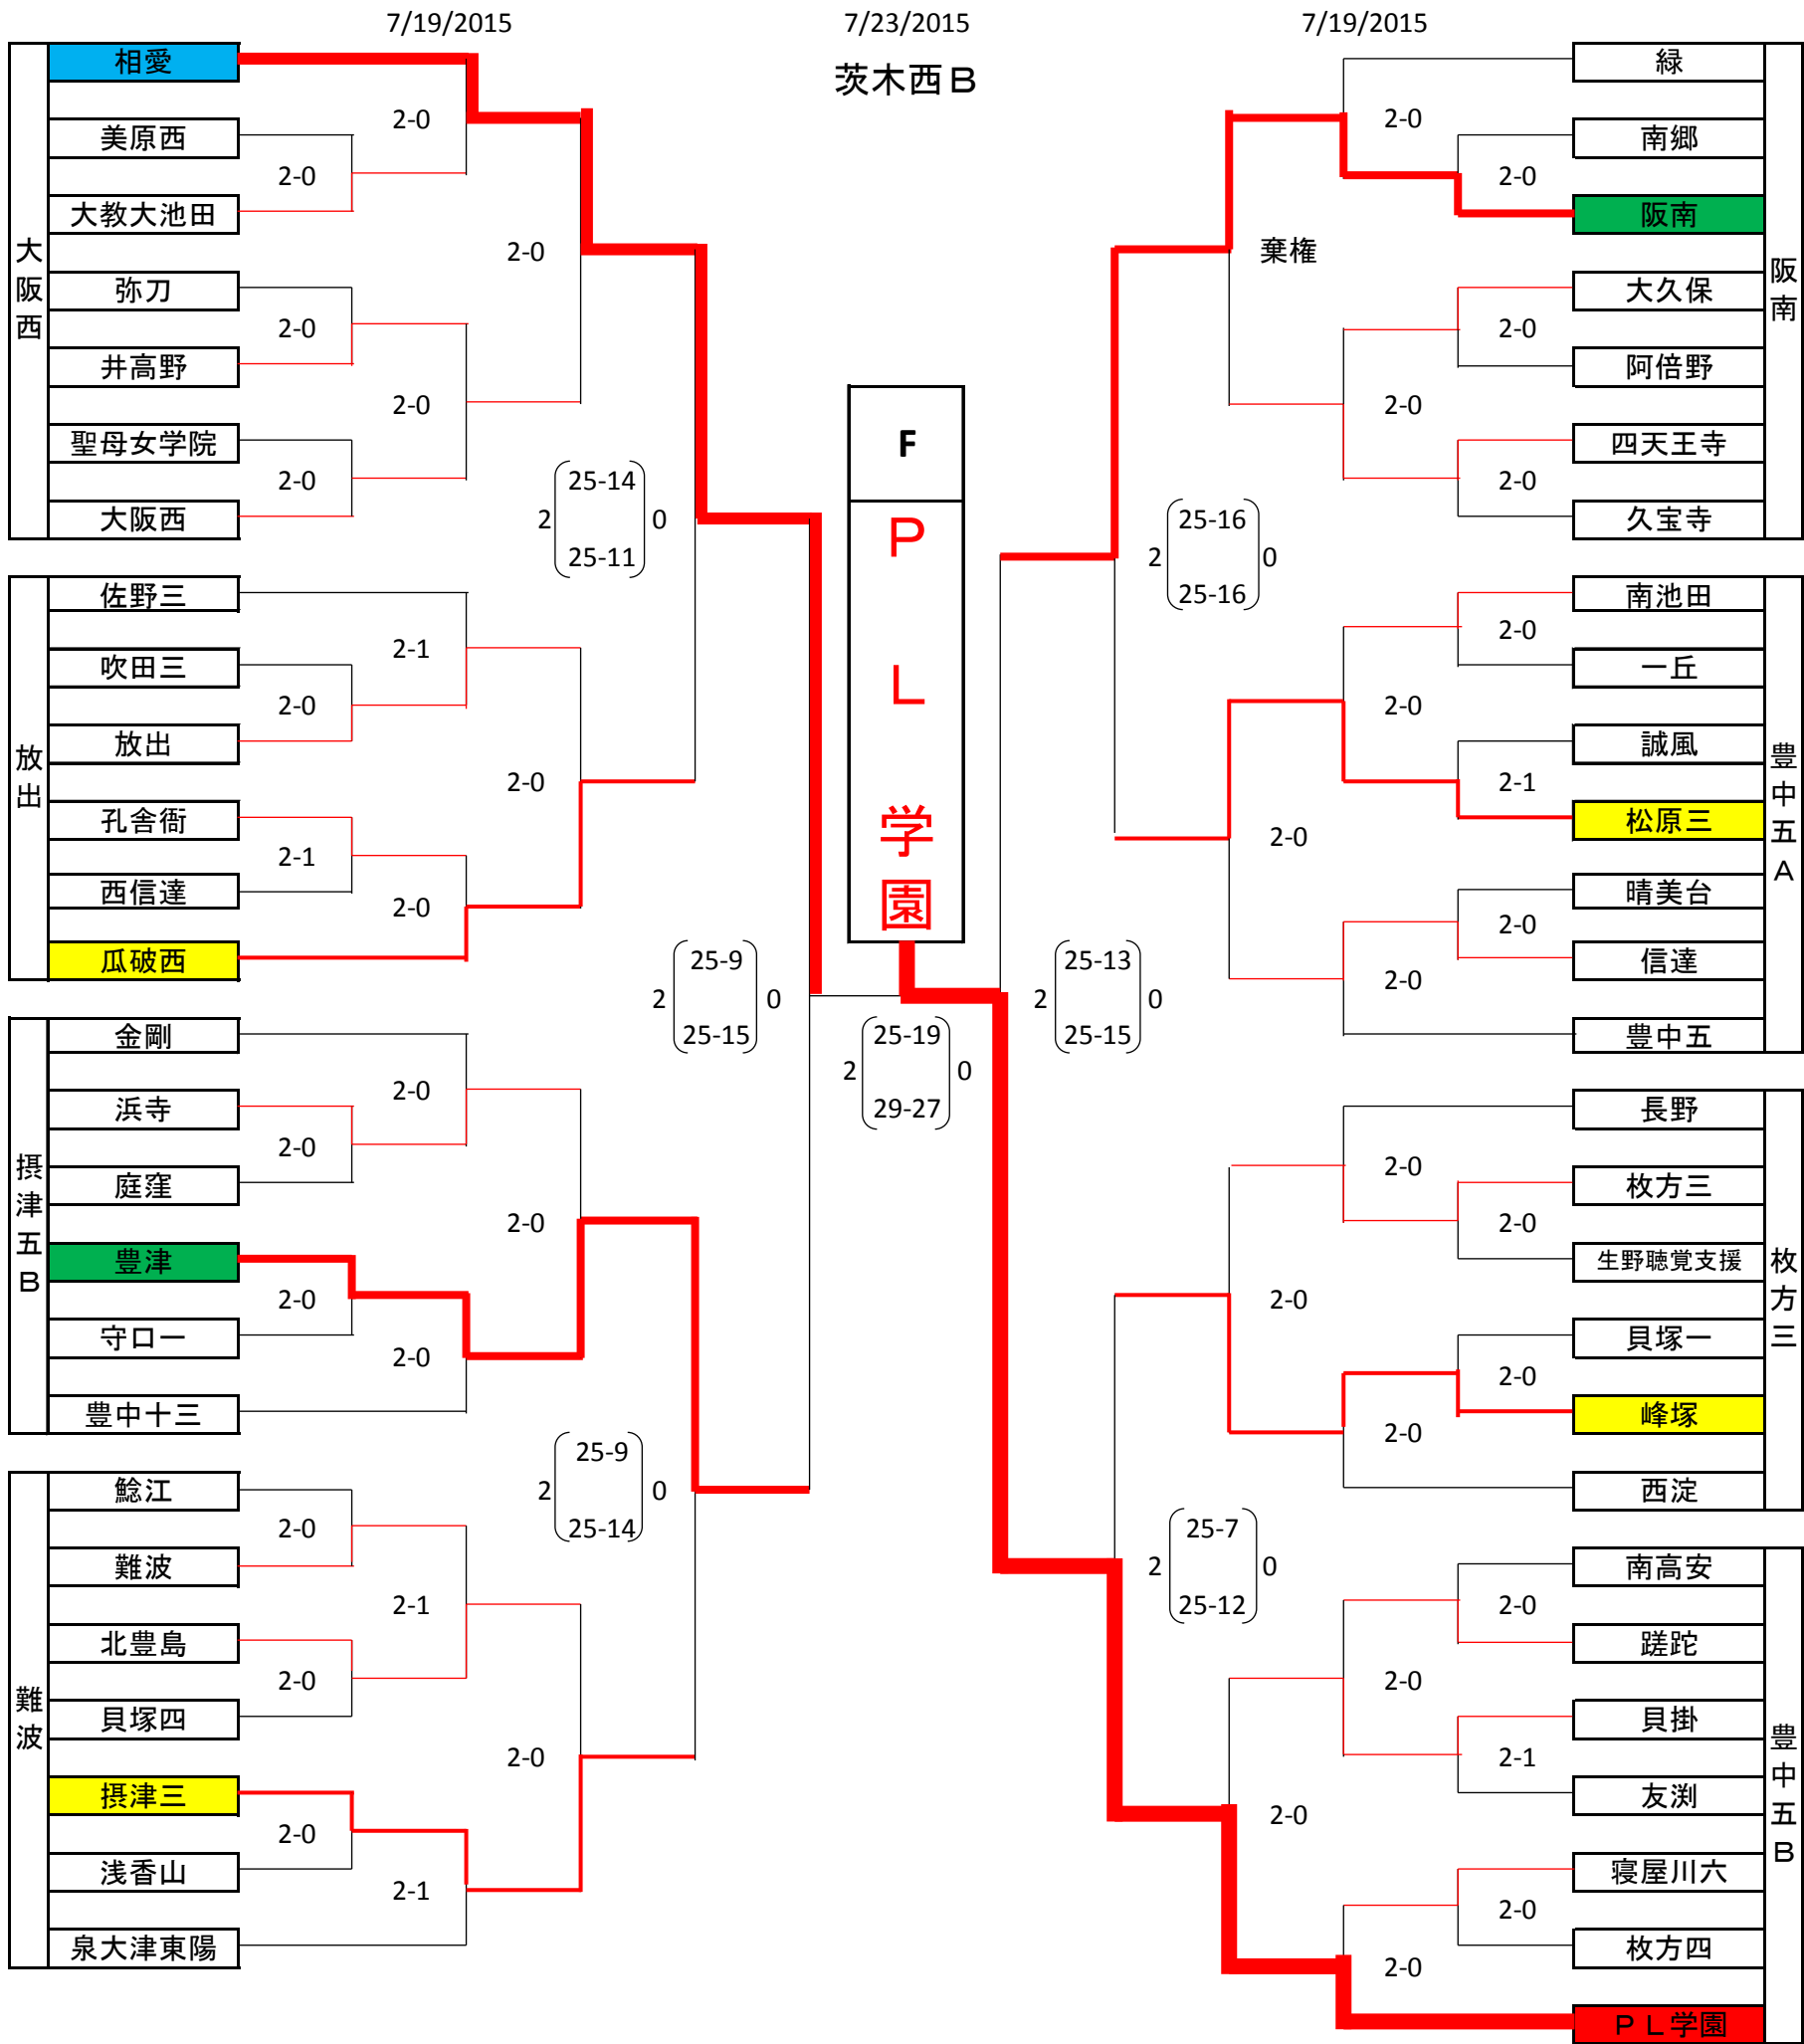 7/19/2015
7/23/2015
7/19/2015
茨木西B
大阪西
相愛
美原西
大教大池田
弥刀
井高野
聖母女学院
大阪西
2-0
2-0
2-0
2-0
2-0
2-0
2
25-14
25-11
0
放出
佐野三
吹田三
放出
孔舎衙
西信達
瓜破西
2-1
2-0
2-0
2-1
2-0
2
25-9
25-15
0
摂津五B
金剛
浜寺
庭窪
豊津
守口一
豊中十三
2-0
2-0
2-0
2-0
2-0
2
25-9
25-14
0
難波
鯰江
難波
北豊島
貝塚四
摂津三
浅香山
泉大津東陽
2-0
2-1
2-0
2-0
2-0
2-1
F
PL学園
2
25-19
29-27
0
阪南
緑
南郷
阪南
大久保
阿倍野
四天王寺
久宝寺
2-0
2-0
棄権
2-0
2-0
2-0
2
25-16
25-16
0
豊中五A
南池田
一丘
誠風
松原三
晴美台
信達
豊中五
2-0
2-0
2-1
2-0
2-0
2-0
2
25-13
25-15
0
枚方三
長野
枚方三
生野聴覚支援
貝塚一
峰塚
西淀
2-0
2-0
2-0
2-0
2-0
2
25-7
25-12
0
豊中五B
南高安
蹉跎
貝掛
友渕
寝屋川六
枚方四
PL学園
2-0
2-0
2-1
2-0
2-0
2-0